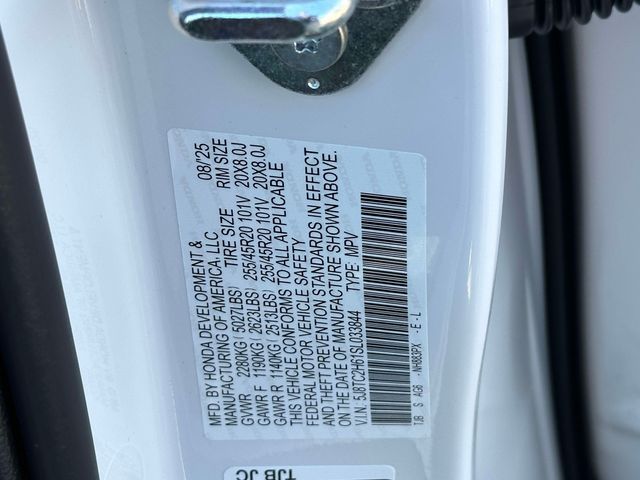 MFD. BY HONDA DEVELOPMENT & 08/'25
MANUFACTURING OF AMERICA, LLC
TIRE SIZE RIM SIZE
GVWR 2280KG( 5027LBS) 255/45R20 101V 20X8.0J
GAWR F 1190KG( 2623LBS) 255/45R20 101V 20X8.0J
GAWR R 1140KG( 2513LBS)
THIS VEHICLE CONFORMS TO ALL APPLICABLE
FEDERAL MOTOR VEHICLE SAFETY
AND THEFT PREVENTION STANDARDS IN EFFECT
ON THE DATE OF MANUFACTURE SHOWN ABOVE.
V.I.N.: 5J8TC2H61SL033844 TYPE: MPV
TJB S AG6 -NH883PX -E-L
TJB JC